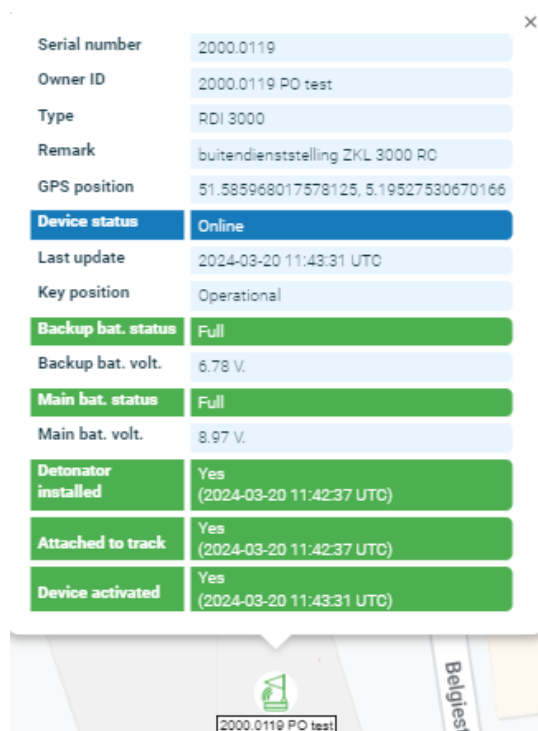 ×
Serial number 2000.0119
Owner ID 2000.0119 PO test
Type RDI 3000
Remark buitendienststelling ZKL 3000 RC
GPS position 51.585968017578125, 5.19527530670166
Device status Online
Last update 2024-03-20 11:43:31 UTC
Key position Operational
Backup bat. status Full
Backup bat. volt. 6.78 V.
Main bat. status Full
Main bat. volt. 8.97 V.
Detonator installed Yes
(2024-03-20 11:42:37 UTC)
Attached to track Yes
(2024-03-20 11:42:37 UTC)
Device activated Yes
(2024-03-20 11:43:31 UTC)
Belgiest
2000.0119 PO test